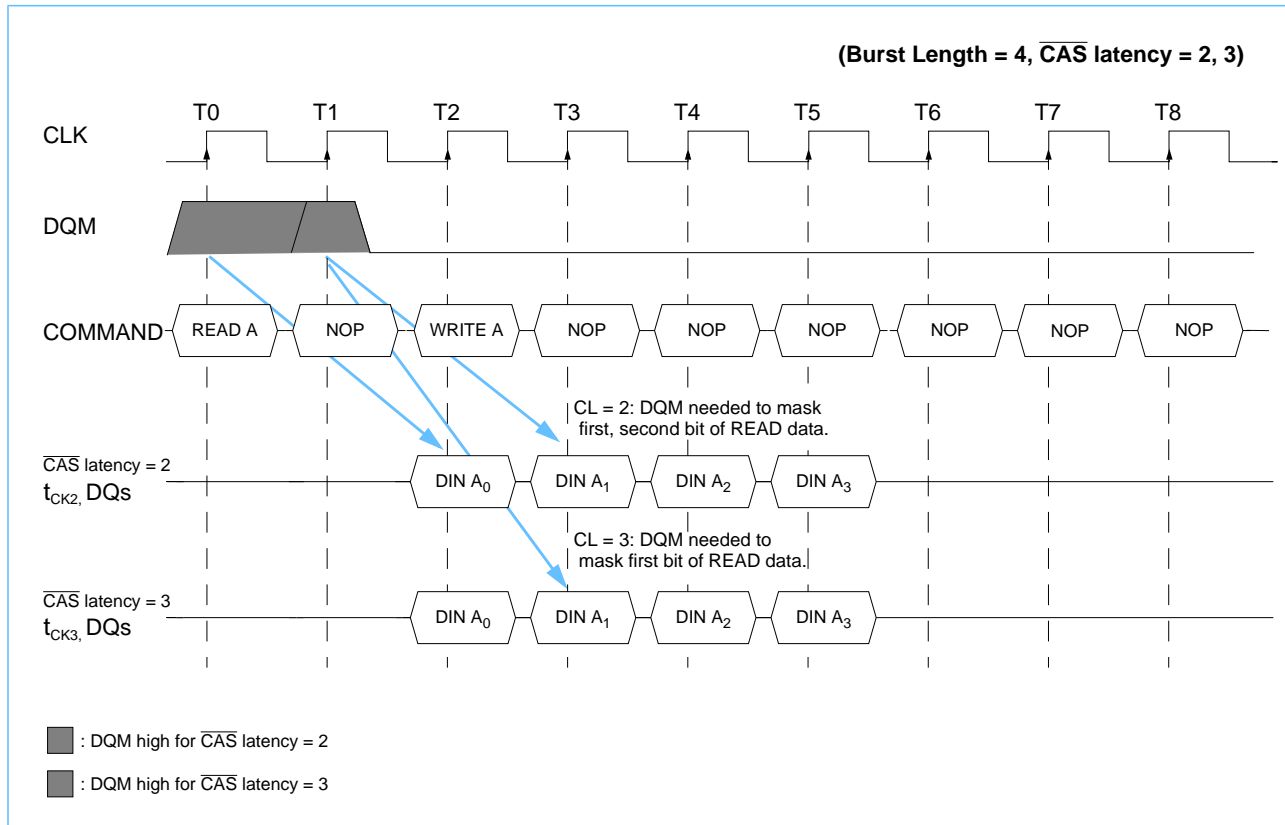 (Burst Length = 4, CAS latency = 2, 3)
T0 T1 T2 T3 T4 T5 T6 T7 T8
CLK
DQM
COMMAND READ A NOP WRITE A NOP NOP NOP NOP NOP NOP
CL = 2: DQM needed to mask
first, second bit of READ data.
CAS latency = 2
tCK2, DQs
DIN A0 DIN A1 DIN A2 DIN A3
CL = 3: DQM needed to
mask first bit of READ data.
CAS latency = 3
tCK3, DQs
DIN A0 DIN A1 DIN A2 DIN A3
: DQM high for CAS latency = 2
: DQM high for CAS latency = 3